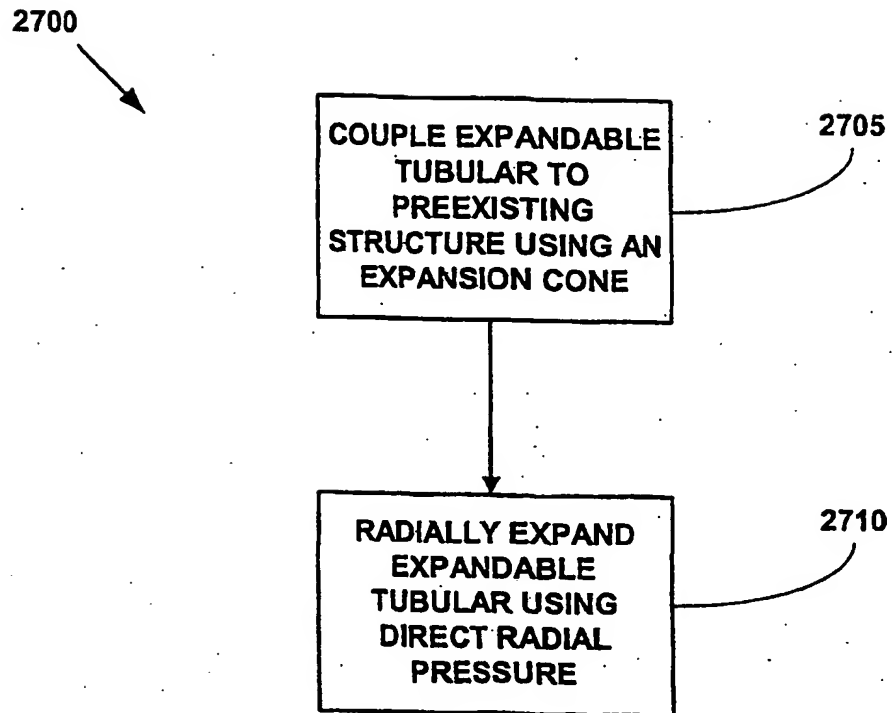 2700
COUPLE EXPANDABLE
TUBULAR TO
PREEXISTING
STRUCTURE USING AN
EXPANSION CONE
2705
RADIALLY EXPAND
EXPANDABLE
TUBULAR USING
DIRECT RADIAL
PRESSURE
2710